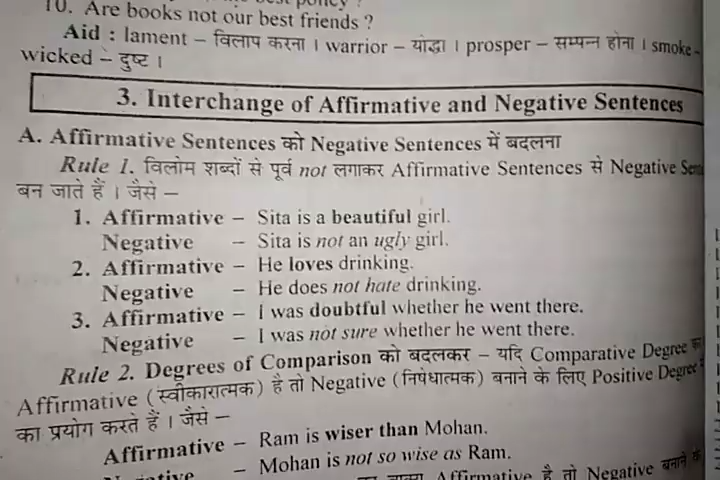 10. Are books not our best friends ?
Aid : lament – विलाप करना । warrior – योद्धा । prosper – सम्पन्न होना । smoke –
wicked – दुष्ट ।
3. Interchange of Affirmative and Negative Sentences
A. Affirmative Sentences को Negative Sentences में बदलना
Rule 1. विलोम शब्दों से पूर्व not लगाकर Affirmative Sentences से Negative
बन जाते हैं । जैसे –
1. Affirmative – Sita is a beautiful girl.
Negative – Sita is not an ugly girl.
2. Affirmative – He loves drinking.
Negative – He does not hate drinking.
3. Affirmative – I was doubtful whether he went there.
Negative – I was not sure whether he went there.
Rule 2. Degrees of Comparison को बदलकर – यदि Comparative Degree
Affirmative (स्वीकारात्मक) है तो Negative (निषेधात्मक) बनाने के लिए Positive Degree
का प्रयोग करते हैं । जैसे –
Affirmative – Ram is wiser than Mohan.
– Mohan is not so wise as Ram.
Affirmative है तो Negative बनाने के